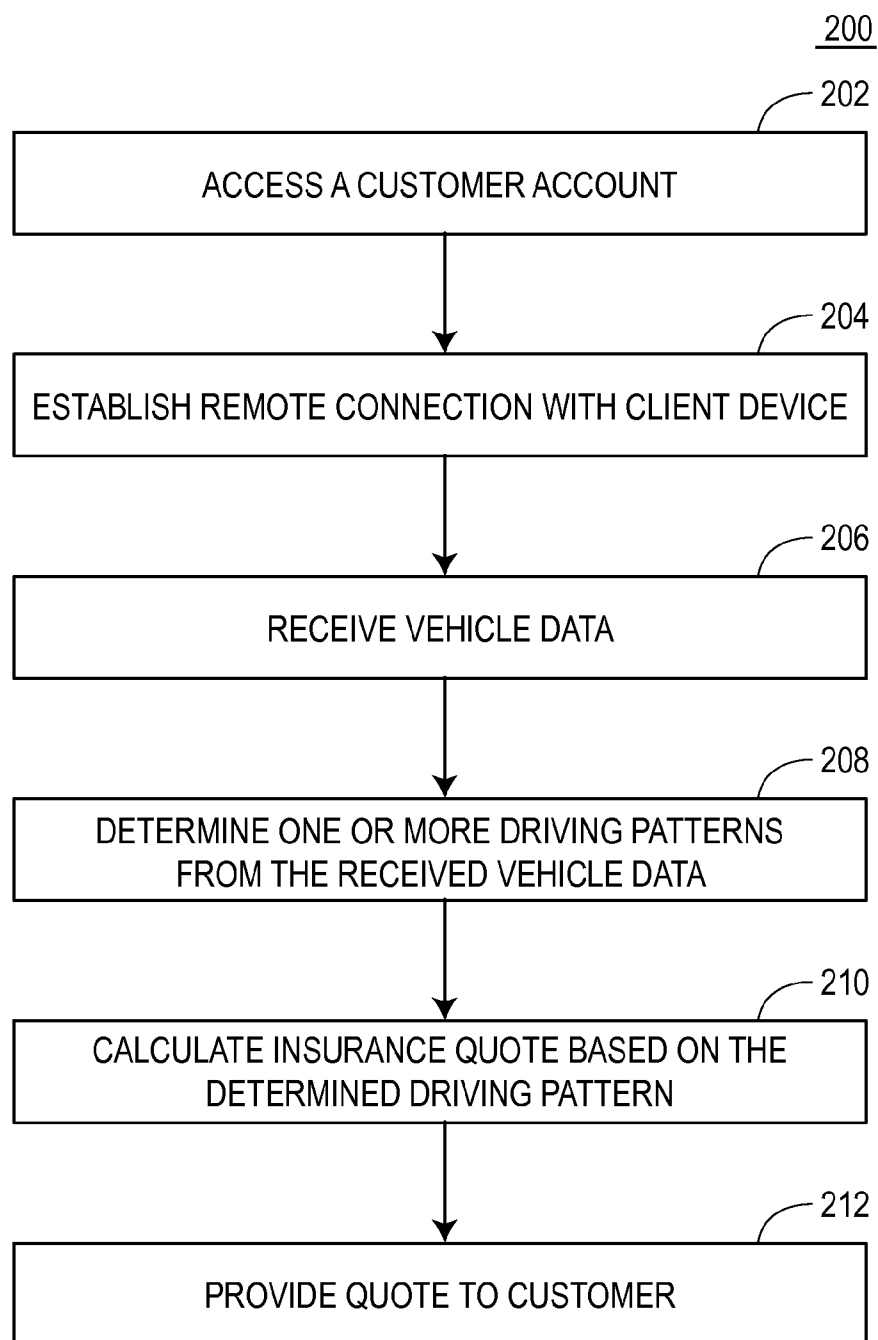 200
202
ACCESS A CUSTOMER ACCOUNT
204
ESTABLISH REMOTE CONNECTION WITH CLIENT DEVICE
206
RECEIVE VEHICLE DATA
208
DETERMINE ONE OR MORE DRIVING PATTERNS
FROM THE RECEIVED VEHICLE DATA
210
CALCULATE INSURANCE QUOTE BASED ON THE
DETERMINED DRIVING PATTERN
212
PROVIDE QUOTE TO CUSTOMER